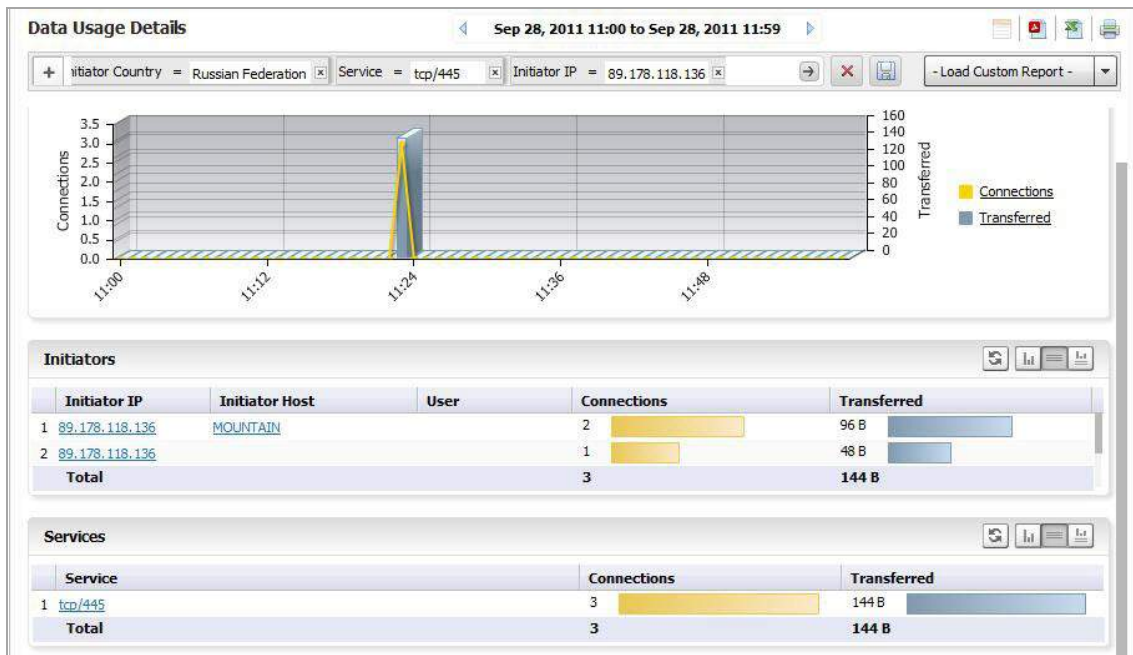 Data Usage Details Sep 28, 2011 11:00 to Sep 28, 2011 11:59
+ nitiator Country = Russian Federation x Service = tcp/445 x Initiator IP = 89.178.118.136 x - Load Custom Report -
3.5 160
3.0 140
2.5 120
2.0 100
1.5 80
1.0 60
0.5 40
0.0 20
0
Connections
Transferred
Connections
Transferred
11:00 11:12 11:24 11:36 11:48
Initiators
Initiator IP Initiator Host User Connections Transferred
1 89.178.118.136 MOUNTAIN 2 96 B
2 89.178.118.136 1 48 B
Total 3 144 B
Services
Service Connections Transferred
1 tcp/445 3 144 B
Total 3 144 B